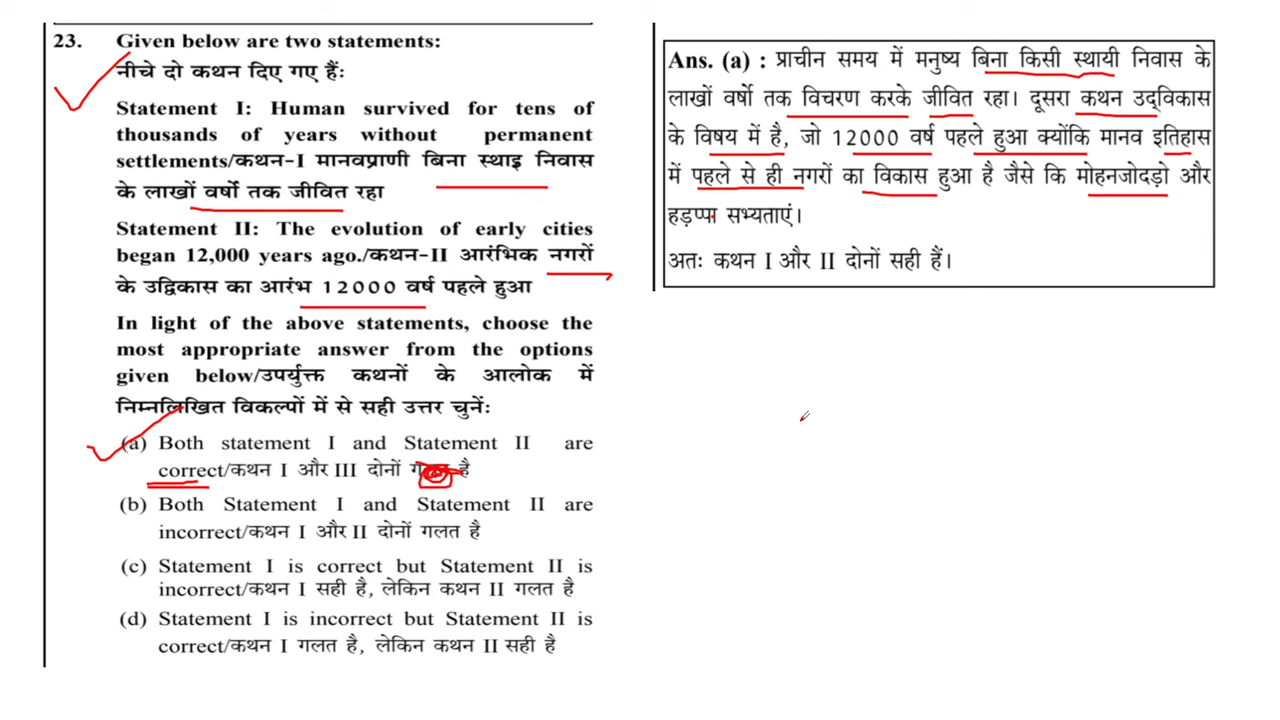 23. Given below are two statements:
नीचे दो कथन दिए गए हैं:
Statement I: Human survived for tens of
thousands of years without permanent
settlements/कथन-I मानवप्राणी बिना स्थाइ निवास
के लाखों वर्षो तक जीवित रहा
Statement II: The evolution of early cities
began 12,000 years ago./कथन-II आरंभिक नगरों
के उद्विकास का आरंभ 12000 वर्ष पहले हुआ
In light of the above statements, choose the
most appropriate answer from the options
given below/उपर्युक्त कथनों के आलोक में
निम्नलिखित विकल्पों में से सही उत्तर चुनें:
(a) Both statement I and Statement II are
correct/कथन I और III दोनों है
(b) Both Statement I and Statement II are
incorrect/कथन I और II दोनों गलत है
(c) Statement I is correct but Statement II is
incorrect/कथन I सही है, लेकिन कथन II गलत है
(d) Statement I is incorrect but Statement II is
correct/कथन I गलत है, लेकिन कथन II सही है
Ans. (a) : प्राचीन समय में मनुष्य बिना किसी स्थायी निवास के
लाखों वर्षो तक विचरण करके जीवित रहा। दूसरा कथन उद्‌विकास
के विषय में है, जो 12000 वर्ष पहले हुआ क्योंकि मानव इतिहास
में पहले से ही नगरों का विकास हुआ है जैसे कि मोहनजोदड़ो और
हड़प्पा सभ्यताएं।
अतः कथन I और II दोनों सही हैं।